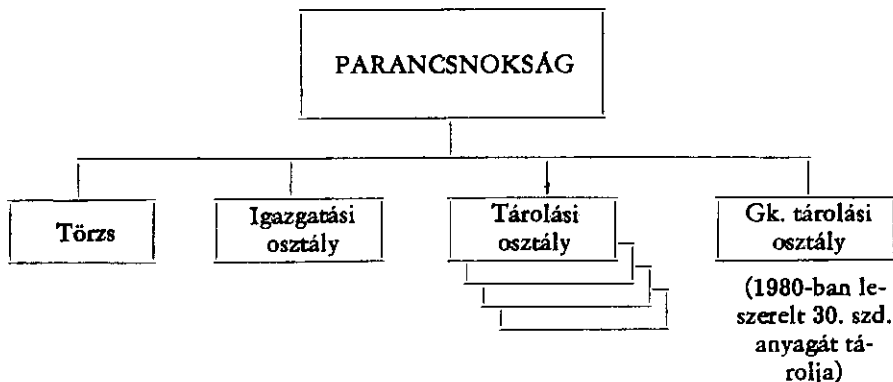 PARANCSNOKSÁG
Törzs
Igazgatási
osztály
Tárolási
osztály
Gk. tárolási
osztály
(1980-ban le-
szerelt 30. szd.
anyagát tá-
rolja)